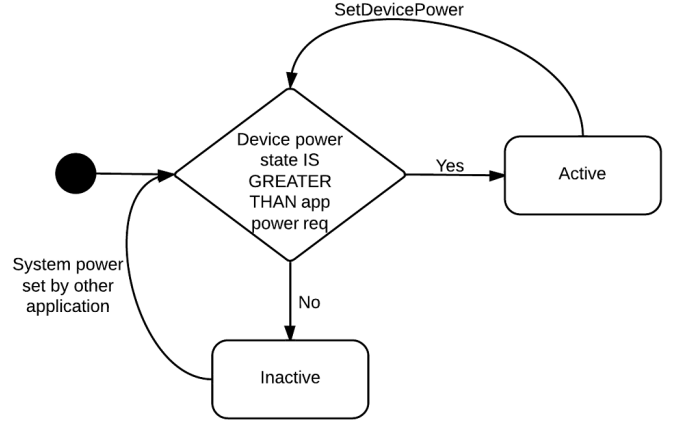 SetDevicePower
Device power
state IS
GREATER
THAN app
power req
Yes
Active
System power
set by other
application
No
Inactive